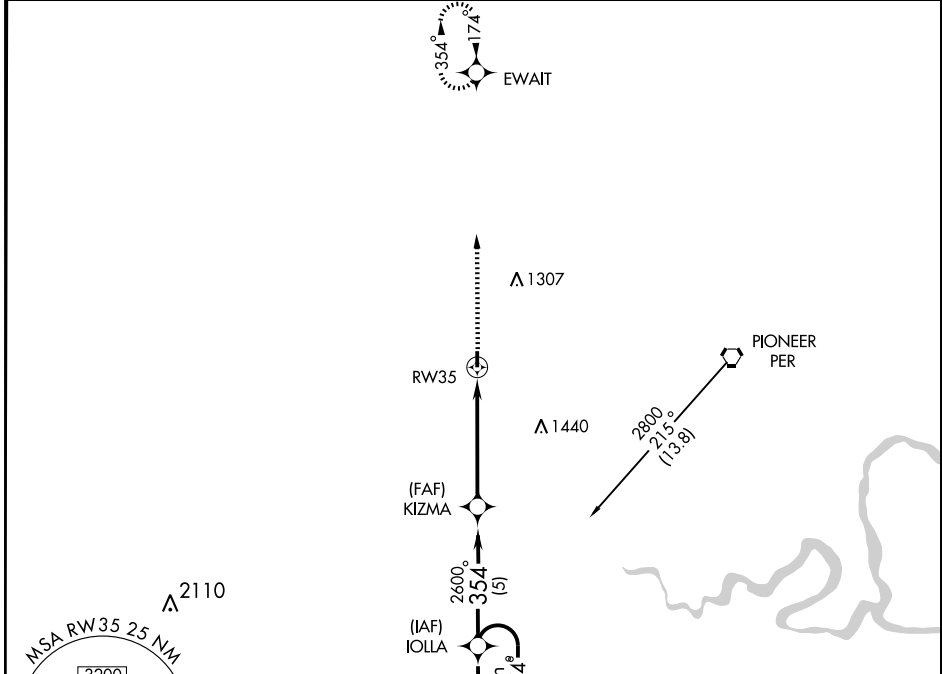 354°
174°
EWAIT
1307
PIONEER
PER
RW35
1440
2800
215°
(13.8)
(FAF)
KIZMA
2600
354°
(5)
2110
(IAF)
IOLLA
MSA RW35 25 NM
3200